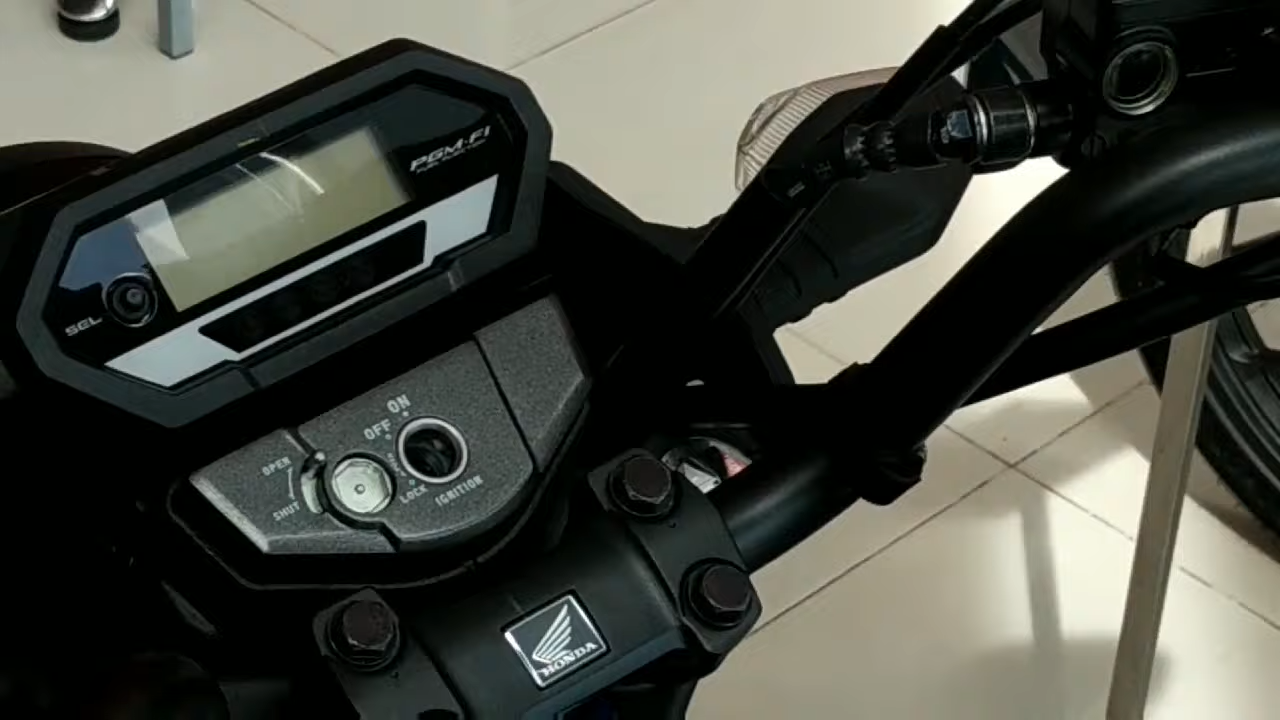 PGM-FI
SEL
ON
OFF
OPEN
SHUT
LOCK
IGNITION
HONDA